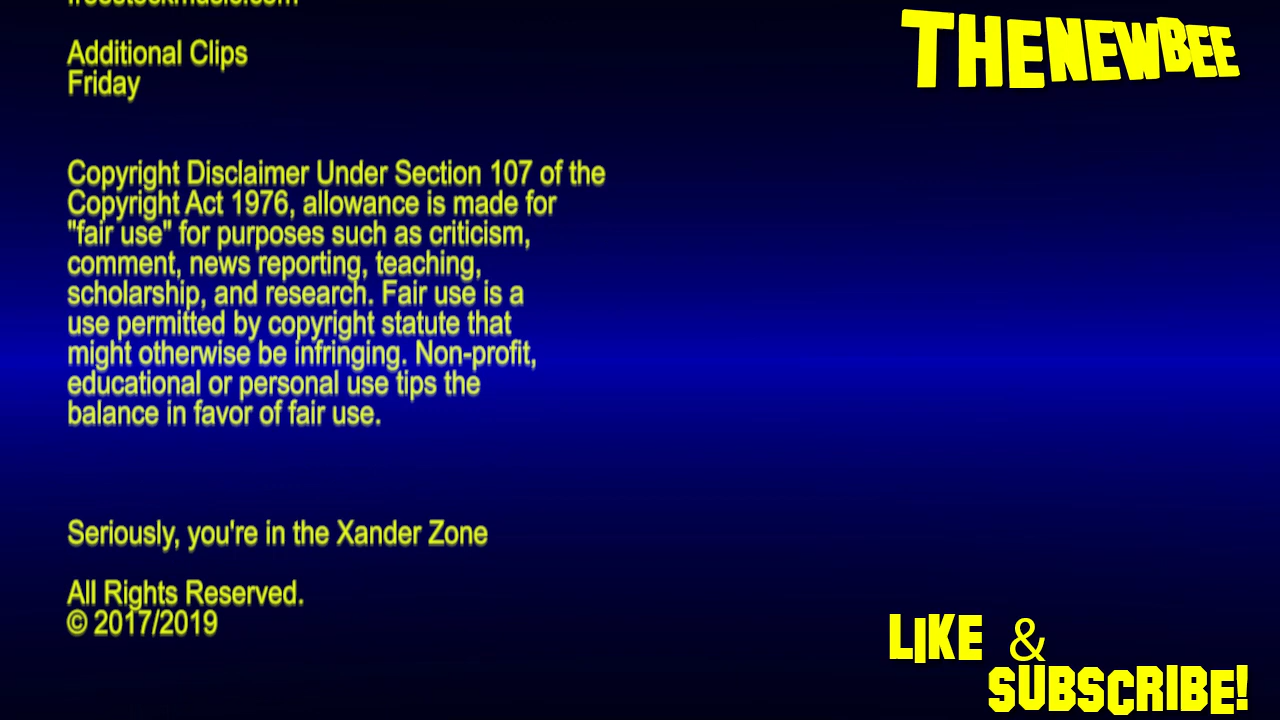 freestockmusic.com
Additional Clips
Friday
Copyright Disclaimer Under Section 107 of the
Copyright Act 1976, allowance is made for
"fair use" for purposes such as criticism,
comment, news reporting, teaching,
scholarship, and research. Fair use is a
use permitted by copyright statute that
might otherwise be infringing. Non-profit,
educational or personal use tips the
balance in favor of fair use.
Seriously, you're in the Xander Zone
All Rights Reserved.
© 2017/2019
THENEWBEE
LIKE &
SUBSCRIBE!